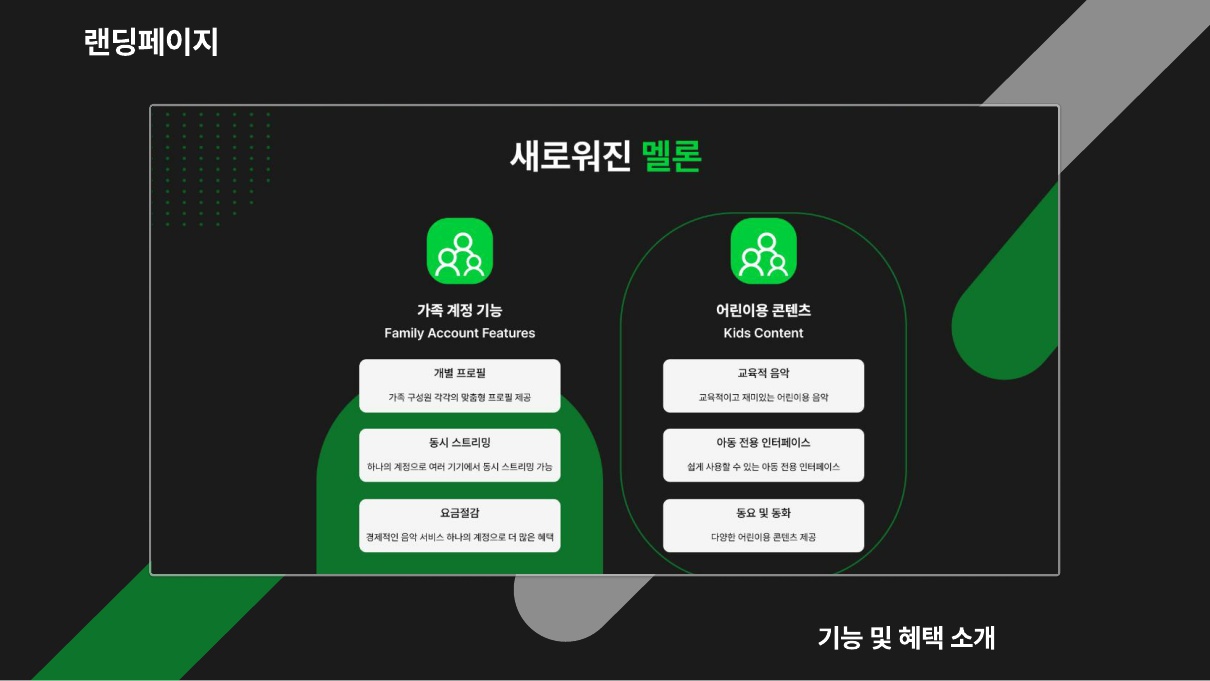 랜딩페이지
새로워진 멜론
가족 계정 기능
Family Account Features
개별 프로필
가족 구성원 각각의 맞춤형 프로필 제공
동시 스트리밍
하나의 계정으로 여러 기기에서 동시 스트리밍 가능
요금절감
경제적인 음악 서비스 하나의 계정으로 더 많은 혜택
어린이용 콘텐츠
Kids Content
교육적 음악
교육적이고 재미있는 어린이용 음악
아동 전용 인터페이스
쉽게 사용할 수 있는 아동 전용 인터페이스
동요 및 동화
다양한 어린이용 콘텐츠 제공
기능 및 혜택 소개